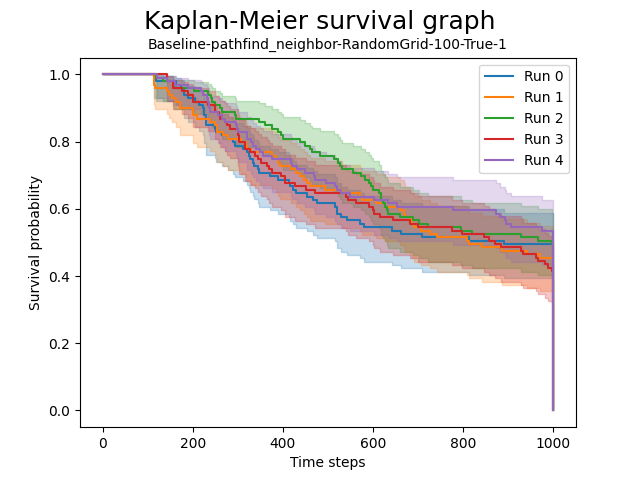 Kaplan-Meier survival graph
Baseline-pathfind_neighbor-RandomGrid-100-True-1
Survival probability
1.0
0.8
0.6
0.4
0.2
0.0
0 200 400 600 800 1000
Time steps
Run 0
Run 1
Run 2
Run 3
Run 4